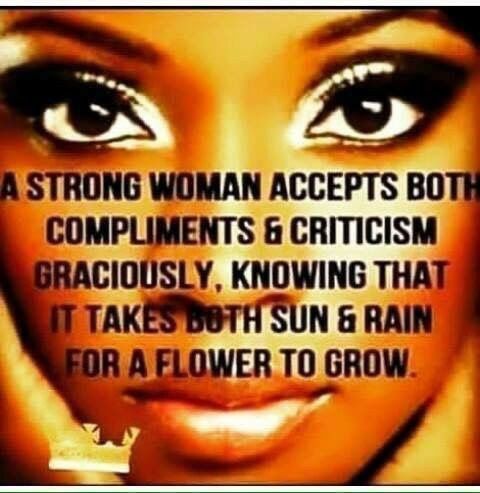 A STRONG WOMAN ACCEPTS BOTH
COMPLIMENTS & CRITICISM
GRACIOUSLY, KNOWING THAT
IT TAKES BOTH SUN & RAIN
FOR A FLOWER TO GROW.